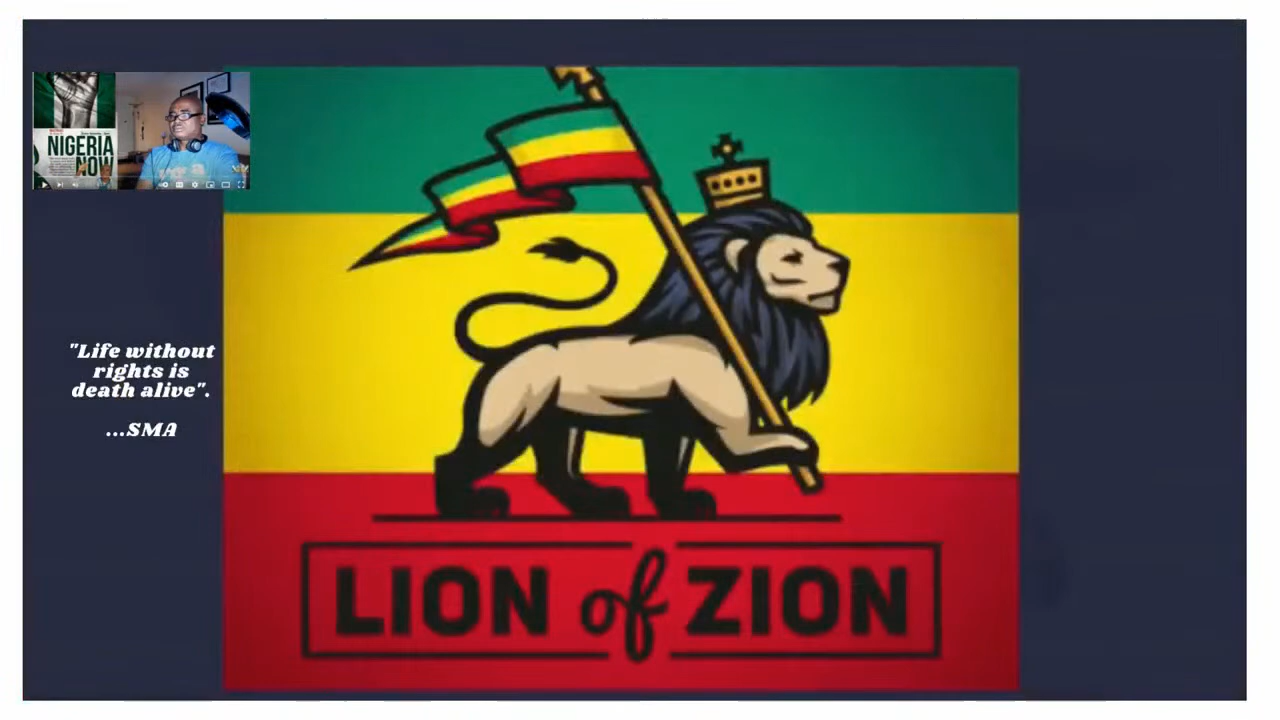 NIGERIA
NOW
"Life without
rights is
death alive".
...SMA
LION of ZION